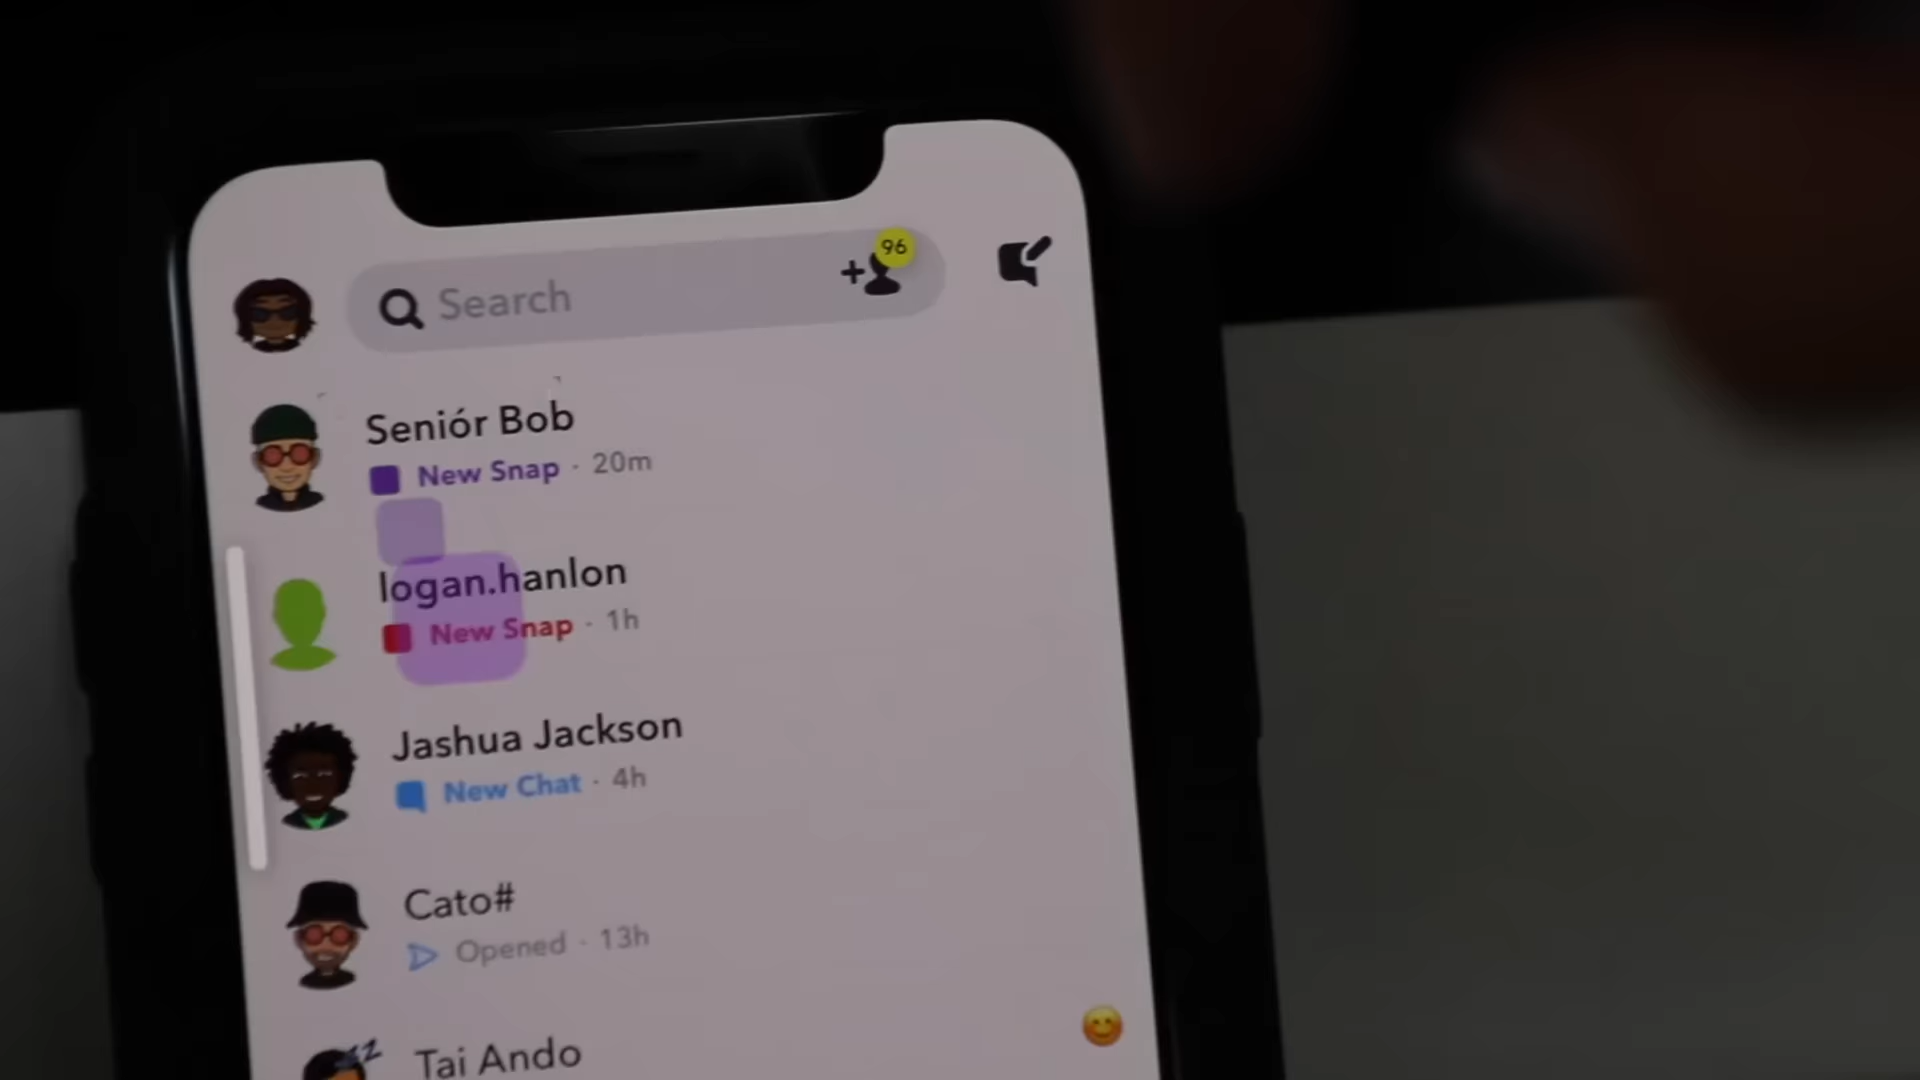 96
Search
Seniór Bob
New Snap · 20m
logan.hanlon
New Snap · 1h
Jashua Jackson
New Chat · 4h
Cato#
Opened · 13h
Tai Ando
zZ